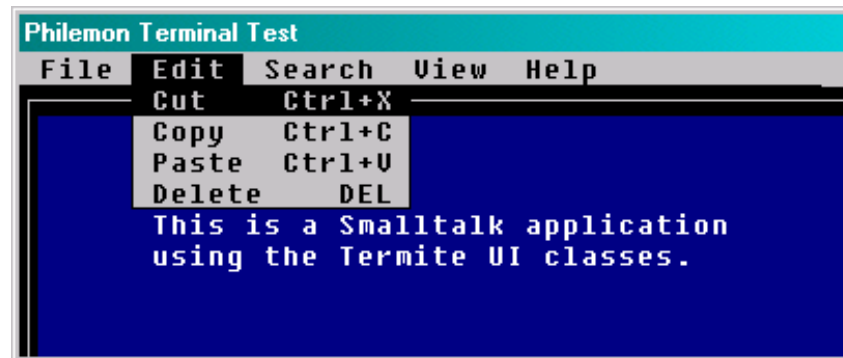 Philemon Terminal Test
File Edit Search View Help
Cut Ctrl+X
Copy Ctrl+C
Paste Ctrl+V
Delete DEL
This is a Smalltalk application
using the Termite UI classes.